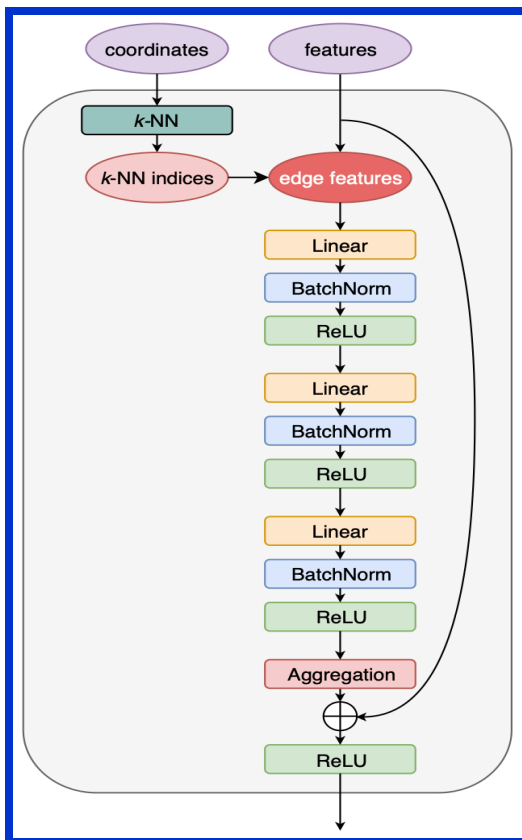 coordinates
features
k-NN
k-NN indices
edge features
Linear
BatchNorm
ReLU
Linear
BatchNorm
ReLU
Linear
BatchNorm
ReLU
Aggregation
ReLU